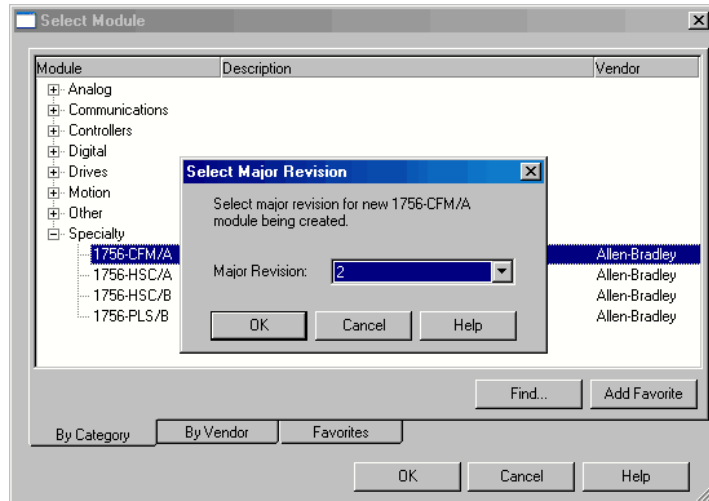 Select Module
Module Description Vendor
Analog
Communications
Controllers
Digital
Drives
Motion
Other
Specialty
1756-CFM/A Allen-Bradley
1756-HSC/A Allen-Bradley
1756-HSC/B Allen-Bradley
1756-PLS/B Allen-Bradley
Select Major Revision
Select major revision for new 1756-CFM/A
module being created.
Major Revision: 2
OK Cancel Help
Find... Add Favorite
By Category By Vendor Favorites
OK Cancel Help